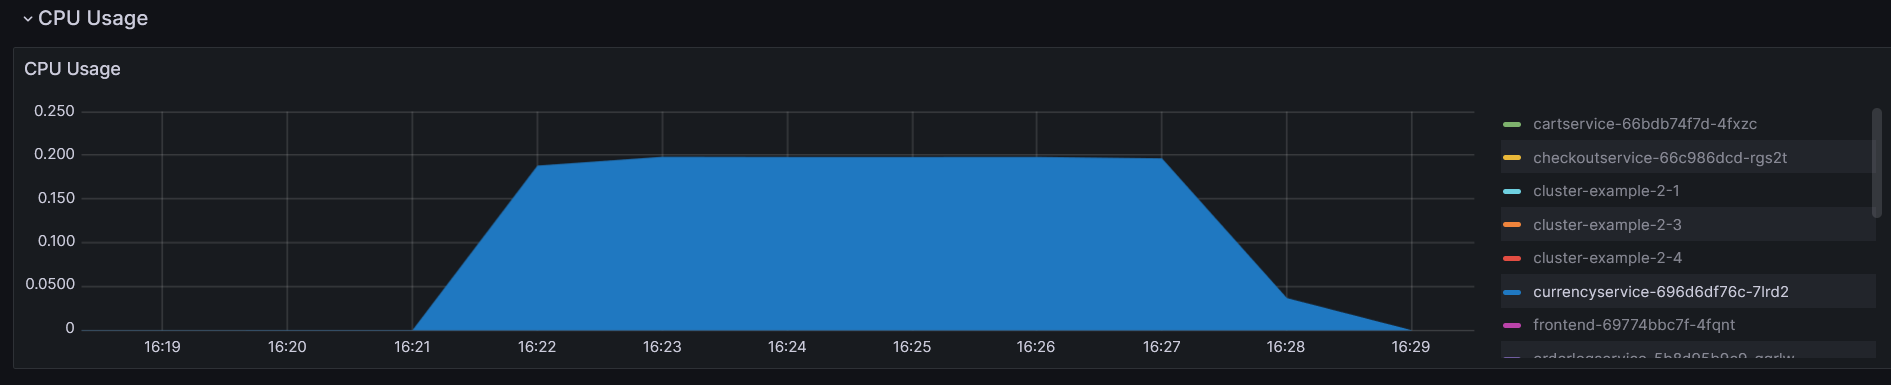 CPU Usage
CPU Usage
0.250
0.200
0.150
0.100
0.0500
0
16:19 16:20 16:21 16:22 16:23 16:24 16:25 16:26 16:27 16:28 16:29
cartservice-66bdb74f7d-4fxzc
checkoutservice-66c986dcd-rgs2t
cluster-example-2-1
cluster-example-2-3
cluster-example-2-4
currencyservice-696d6df76c-7lrd2
frontend-69774bbc7f-4fqnt